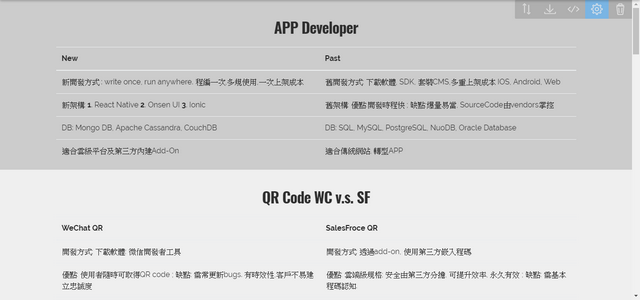 APP Developer
New
Past
新開發方式 : write once, run anywhere, 程編一次 多規使用,一次上架成本
舊開發方式: 下載軟體, SDK, 套裝CMS,多重上架成本 iOS, Android, Web
新架構: 1. React Native 2. Onsen UI 3. Ionic
舊架構: 優點:開發時程快 : 缺點:爆量易當, SourceCode由vendors掌控
DB: Mongo DB, Apache Cassandra, CouchDB
DB: SQL, MySQL, PostgreSQL, NuoDB, Oracle Database
適合雲級平台及第三方內建Add-On
適合傳統網站,轉型APP
QR Code WC v.s. SF
WeChat QR
SalesFroce QR
開發方式: 下載軟體: 微信開發者工具
開發方式: 透過add-on, 使用第三方嵌入程碼
優點: 使用者隨時可取得QR code ; 缺點: 需常更新bugs, 有時效性,客戶不易建
立忠誠度
優點: 雲端級規格: 安全由第三方分擔, 可提升效率, 永久有效 ; 缺點: 需基本
程碼認知